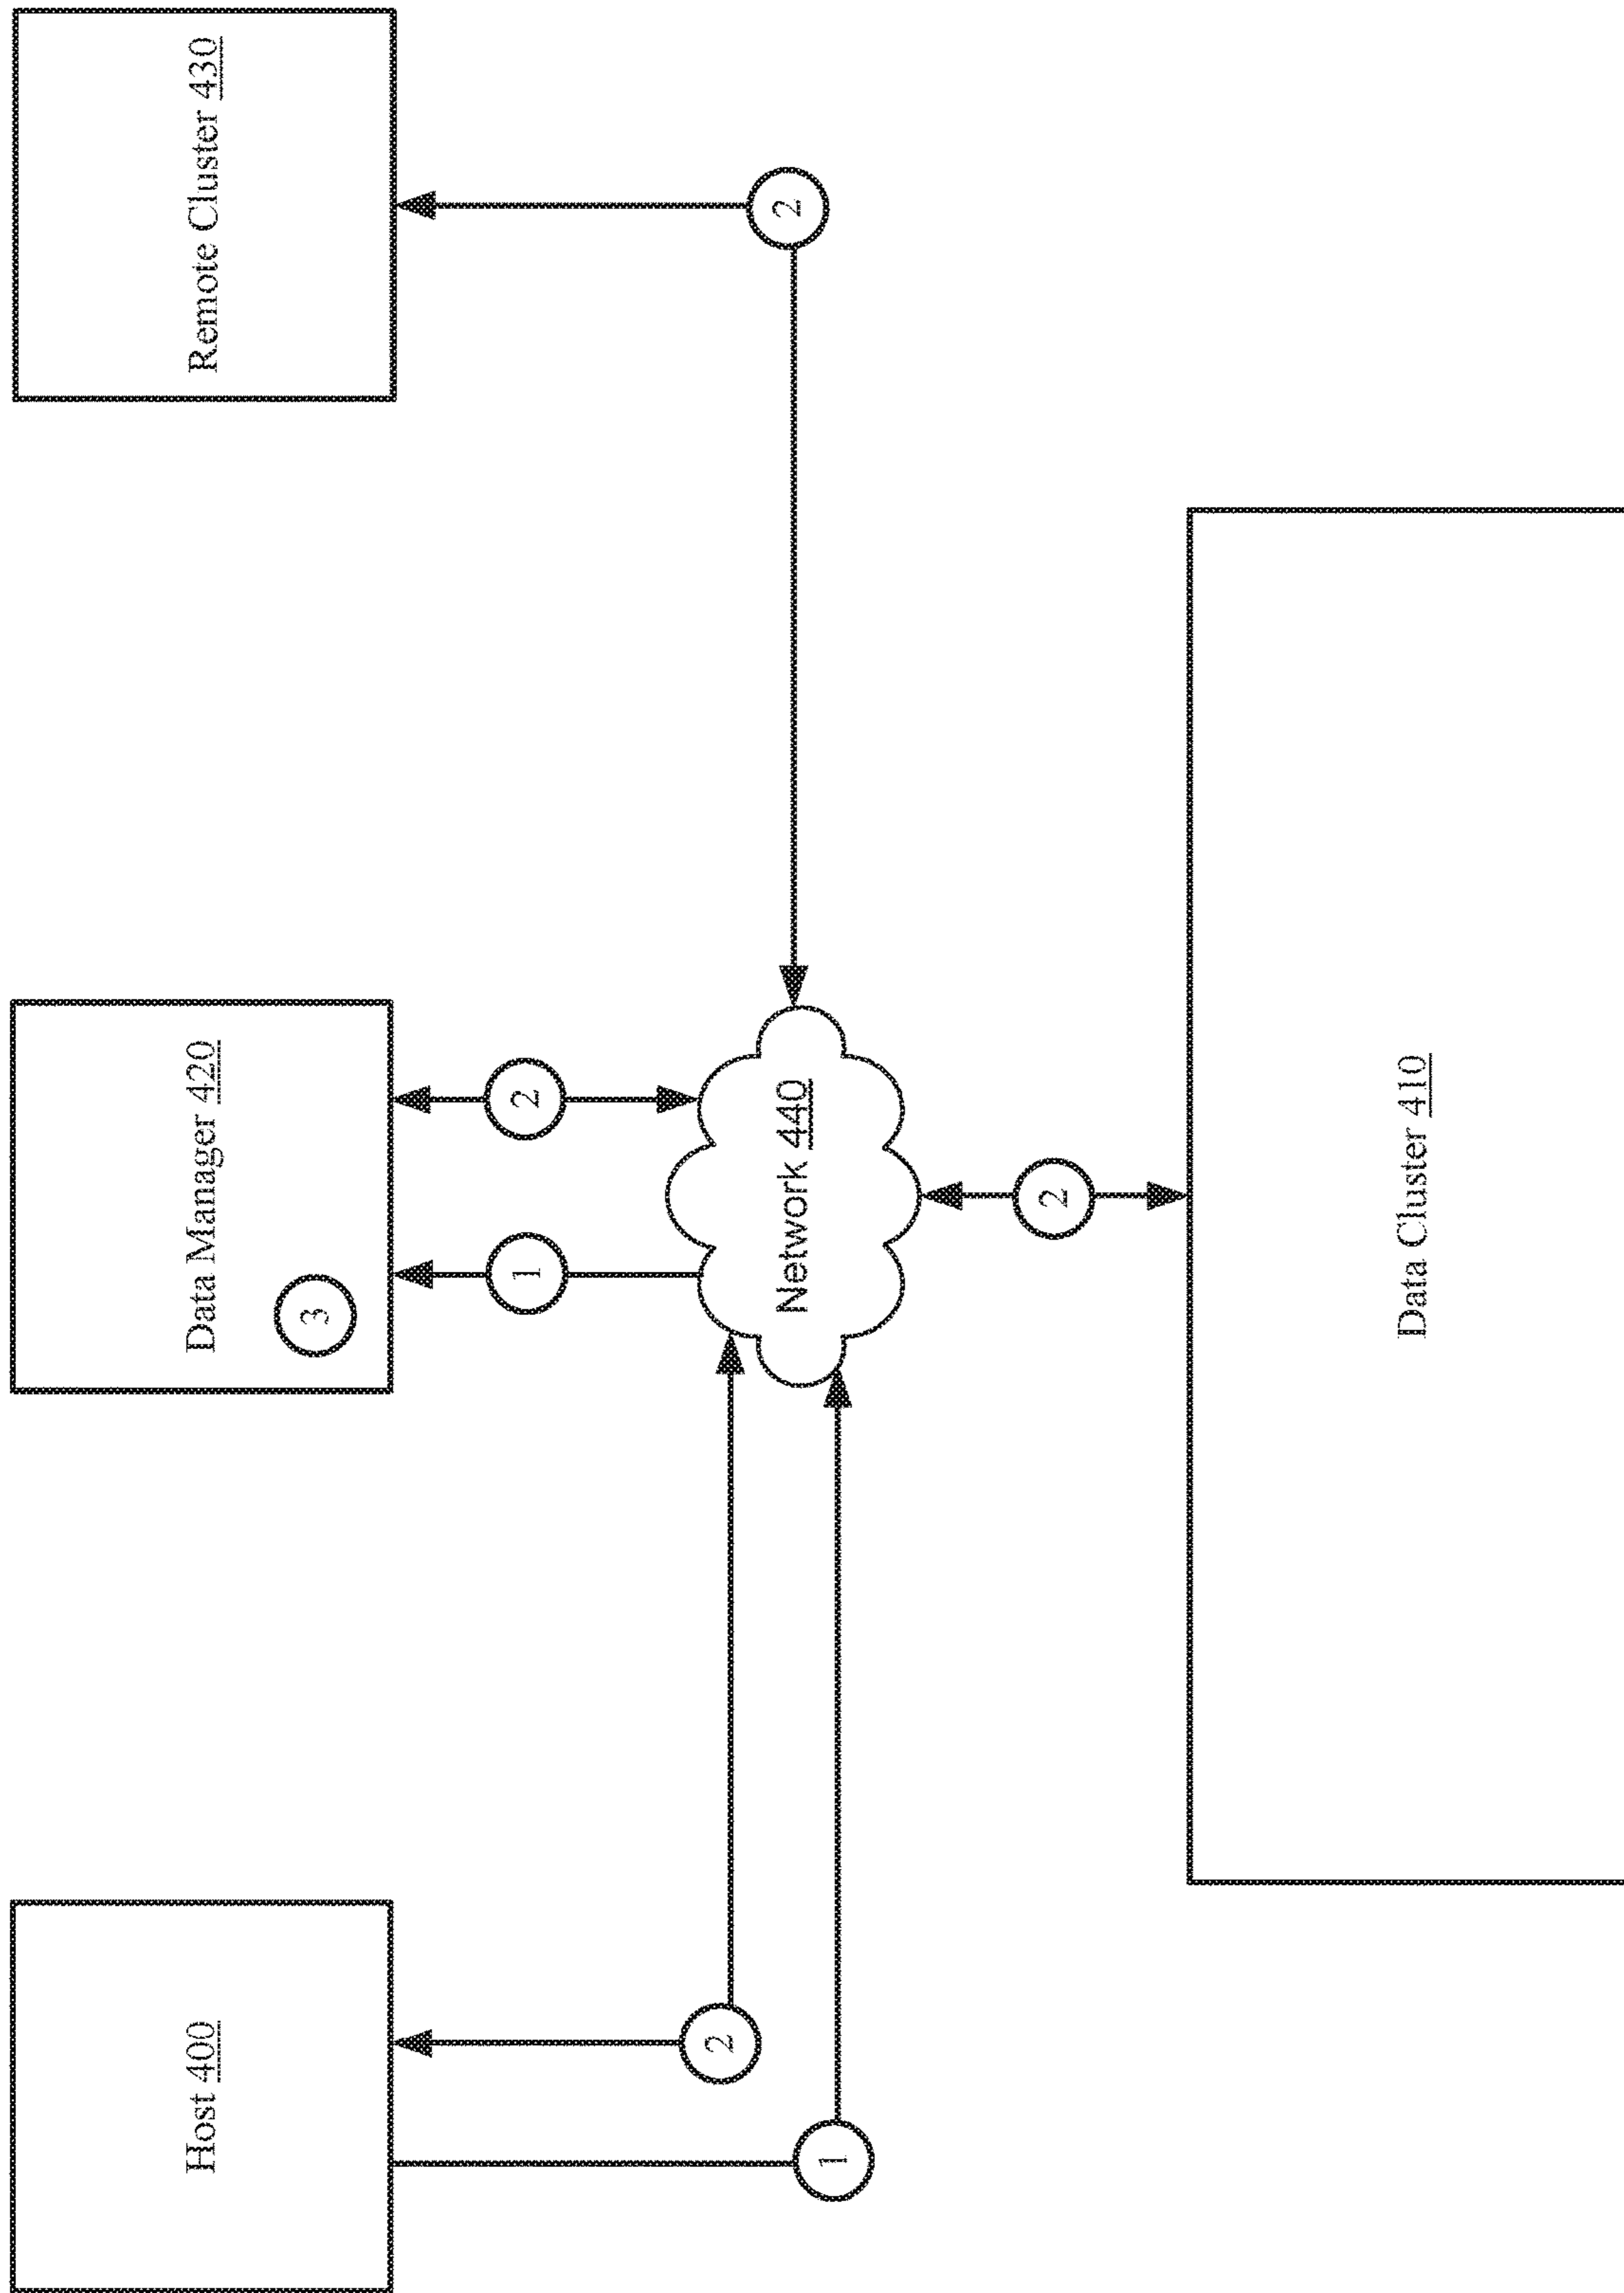 Host 400
Data Manager 420
Remote Cluster 430
3
1
2
2
1
Network 440
2
2
Data Cluster 410